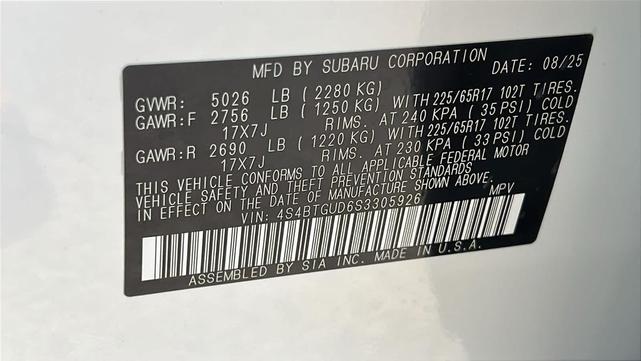 MFD BY SUBARU CORPORATION DATE: 08/25
GVWR: 5026 LB ( 2280 KG)
GAWR:F 2756 LB ( 1250 KG) WITH 225/65R17 102T TIRES.
17X7J RIMS. AT 240 KPA ( 35 PSI) COLD
GAWR:R 2690 LB ( 1220 KG) WITH 225/65R17 102T TIRES.
17X7J RIMS. AT 230 KPA ( 33 PSI) COLD
THIS VEHICLE CONFORMS TO ALL APPLICABLE FEDERAL MOTOR
VEHICLE SAFETY AND THEFT PREVENTION STANDARDS
IN EFFECT ON THE DATE OF MANUFACTURE SHOWN ABOVE.
VIN: 4S4BTGUD6S3305926 MPV
ASSEMBLED BY SIA INC. MADE IN U.S.A.